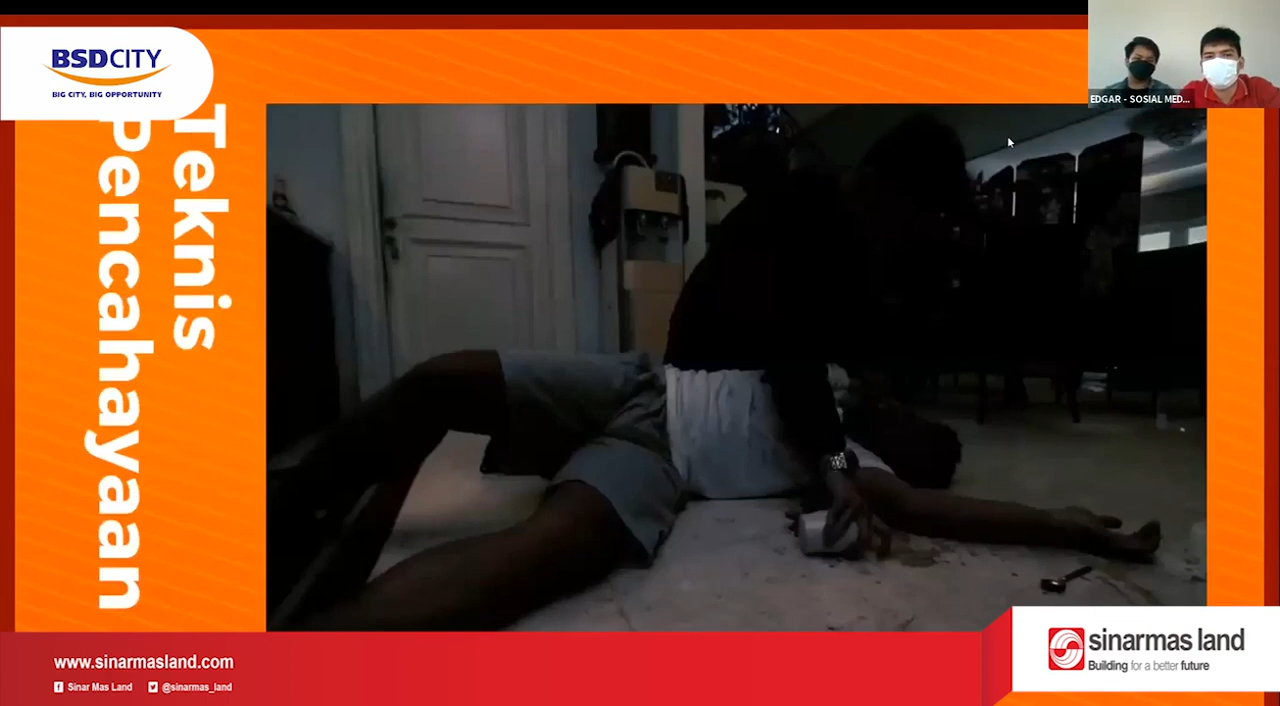 BSDCITY
BIG CITY, BIG OPPORTUNITY
EDGAR - SOSIAL MED...
Teknis
Pencahayaan
www.sinarmasland.com
Sinar Mas Land
@sinarmas_land
sinarmas land
Building for a better future